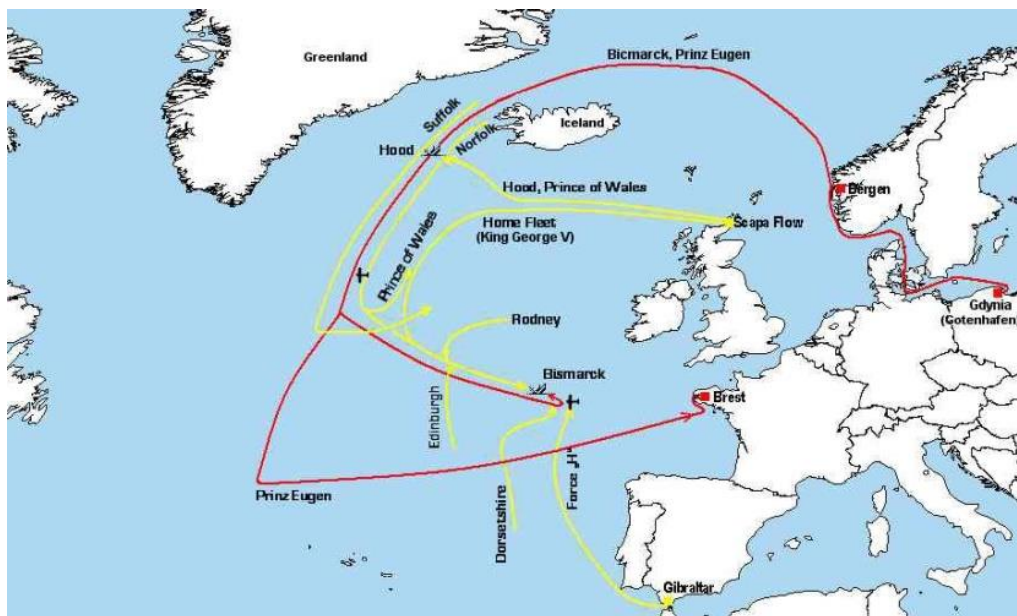 Greenland
Bicmarck, Prinz Eugen
Iceland
Suffolk
Norfolk
Hood
Hood, Prince of Wales
Bergen
Home Fleet
(King George V)
Scapa Flow
Prince of Wales
Gdynia
(Gotenhafen)
Rodney
Bismarck
Brest
Edinburgh
Prinz Eugen
Dorsetshire
Force „H"
Gibraltar